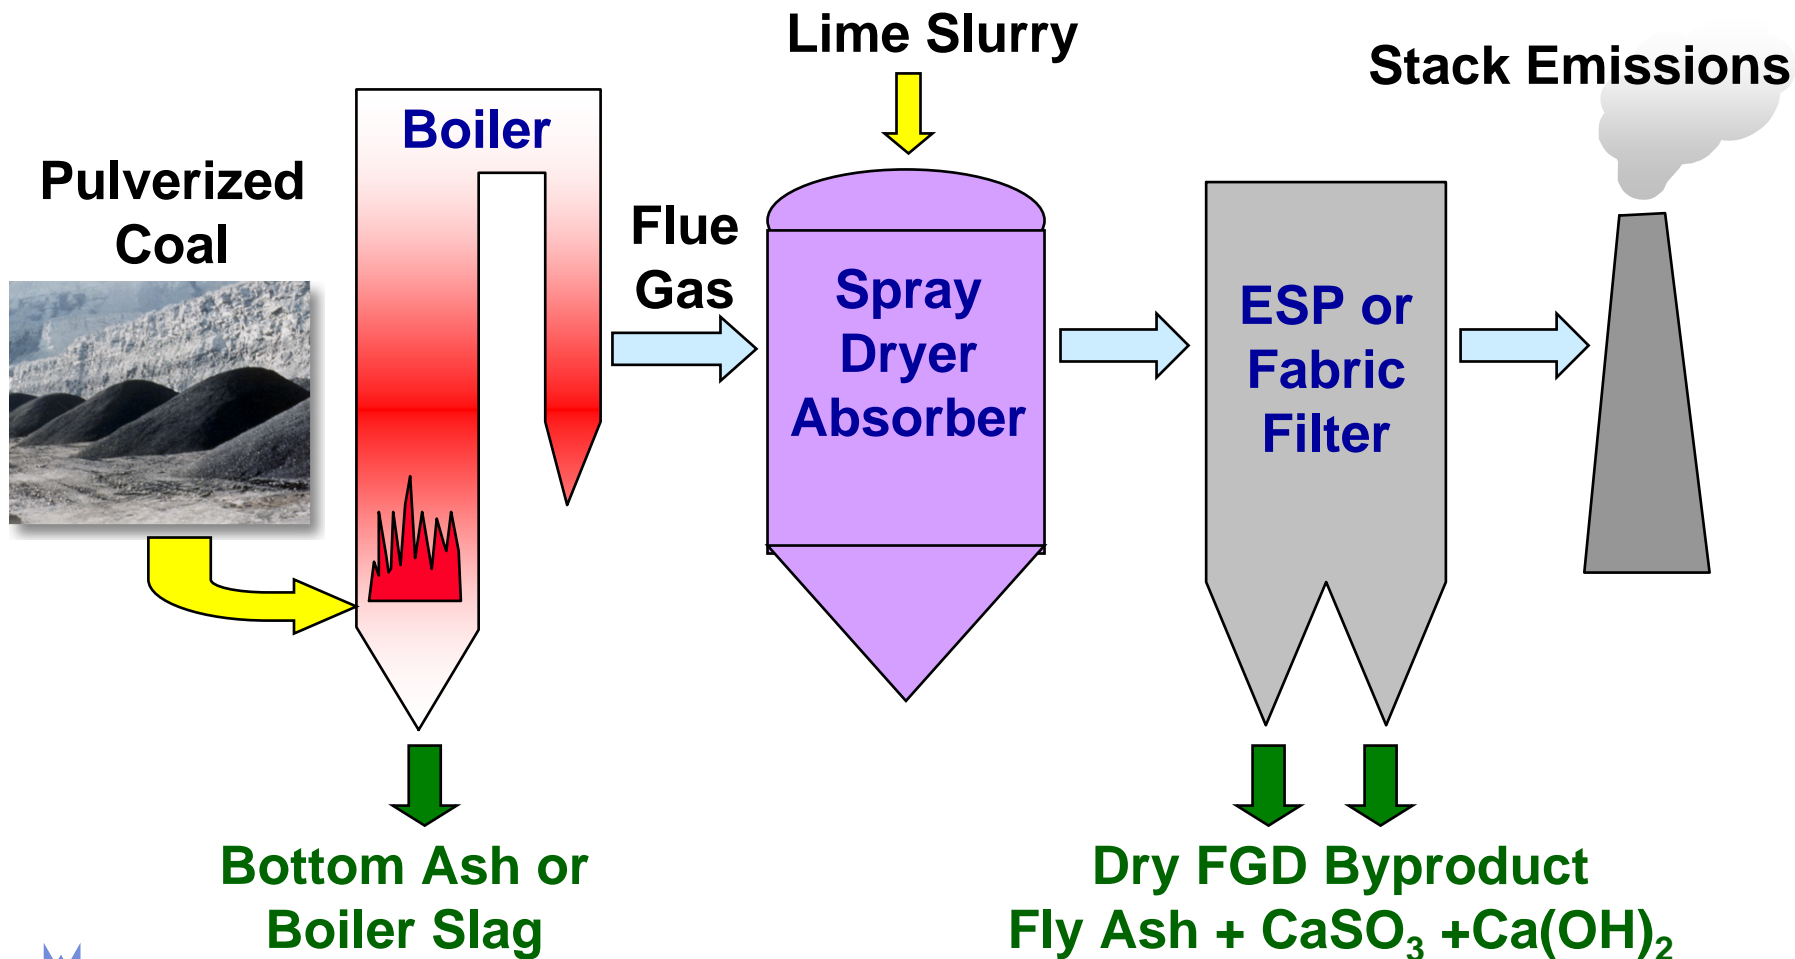 Lime Slurry
Stack Emissions
Boiler
Pulverized
Coal
Flue
Gas
Spray
Dryer
Absorber
ESP or
Fabric
Filter
Bottom Ash or
Boiler Slag
Dry FGD Byproduct
Fly Ash + CaSO₃ +Ca(OH)₂